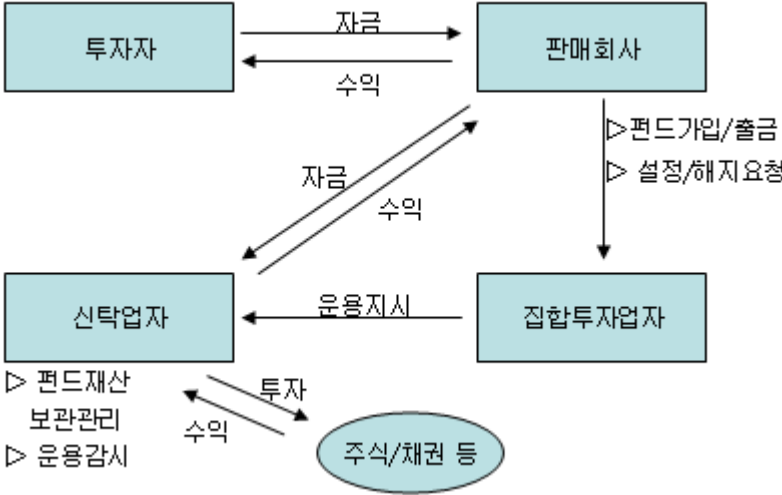 자금
투자자
판매회사
수익
▷펀드가입/출금
▷ 설정/해지요청
자금
수익
신탁업자
운용지시
집합투자업자
▷ 펀드재산
보관관리
▷ 운용감시
투자
수익
주식/채권 등